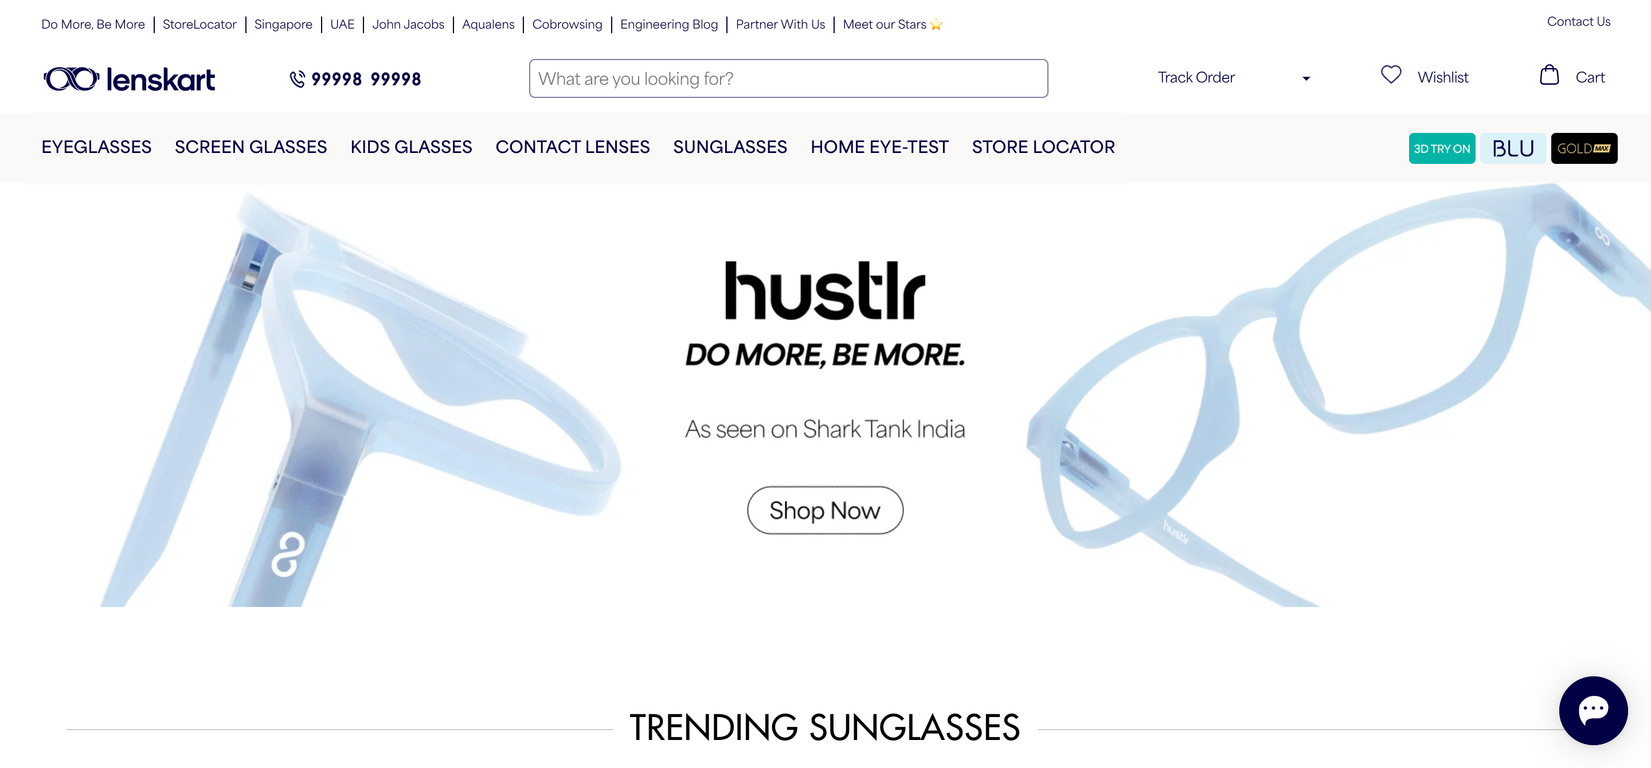 Do More, Be More | StoreLocator | Singapore | UAE | John Jacobs | Aqualens | Cobrowsing | Engineering Blog | Partner With Us | Meet our Stars ⭐ Contact Us
lenskart 99998 99998 What are you looking for? Track Order Wishlist Cart
EYEGLASSES SCREEN GLASSES KIDS GLASSES CONTACT LENSES SUNGLASSES HOME EYE-TEST STORE LOCATOR 3D TRY ON BLU GOLD MAX
hustlr
DO MORE, BE MORE.
As seen on Shark Tank India
Shop Now
hustlr
TRENDING SUNGLASSES